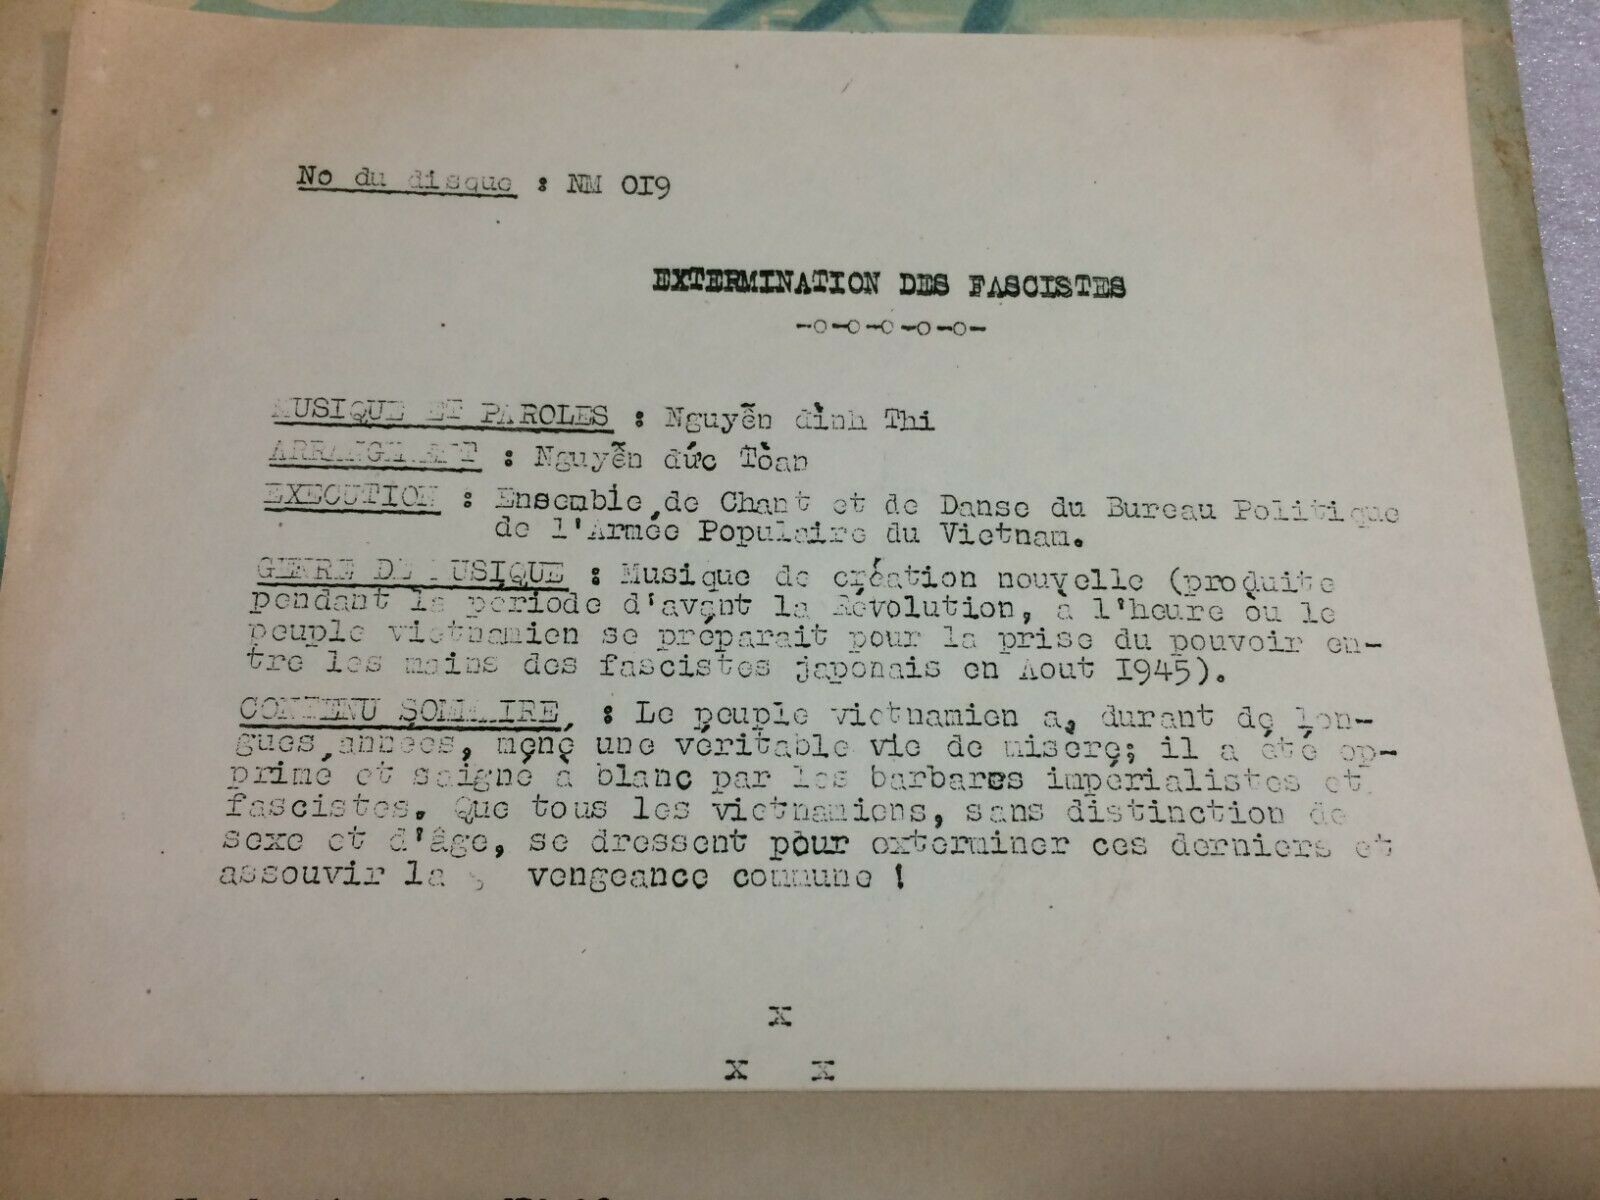 No du disque : NM 0I9
EXTERMINATION DES FASCISTES
-o-o-o-o-o-
MUSIQUE ET PAROLES : Nguyễn đình Thi
ARRANGEMENT : Nguyễn đức Tòan
EXECUTION : Ensemble de Chant et de Danse du Bureau Politique
de l'Armée Populaire du Vietnam.
GENRE DE MUSIQUE : Musique de création nouvelle (produite
pendant la période d'avant la Révolution, à l'heure où le
peuple vietnamien se préparait pour la prise du pouvoir en-
tre les mains des fascistes japonais en Aout I945).
CONTENU SOMMAIRE : Le peuple vietnamien a, durant de lon-
gues années, mené une véritable vie de misère; il a été op-
primé et saigné à blanc par les barbares impérialistes et
fascistes. Que tous les vietnamiens, sans distinction de
sexe et d'âge, se dressent pour exterminer ces derniers et
assouvir la vengeance commune !
X
X X